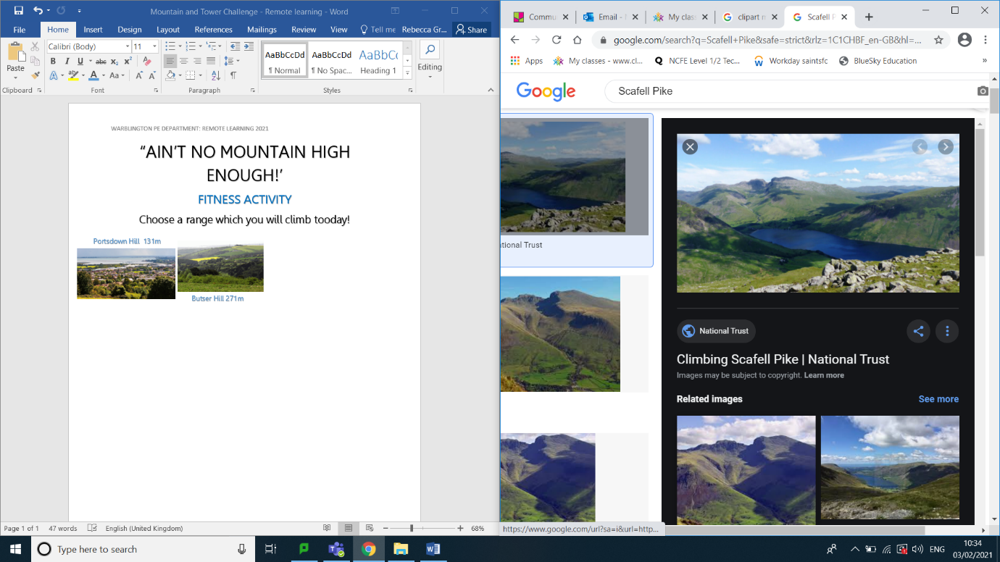 Mountain and Tower Challenge - Remote learning - Word
File Home Insert Design Layout References Mailings Review View Tell me Rebecca Gr... Share
Calibri (Body) 11
Paste
B I U abc x₂ x²
A ab A Aa A A
AaBbCcDd AaBbCcDd AaBbCc
¶ Normal ¶ No Spac... Heading 1
Editing
Clipboard Font Paragraph Styles
WARBLINGTON PE DEPARTMENT: REMOTE LEARNING 2021
“AIN’T NO MOUNTAIN HIGH
ENOUGH!’
FITNESS ACTIVITY
Choose a range which you will climb tooday!
Portsdown Hill 131m
Butser Hill 271m
Page 1 of 1 47 words English (United Kingdom) 68%
Commu Email - My clas clipart m Scafell P
google.com/search?q=Scafell+Pike&safe=strict&rlz=1C1CHBF_en-GB&hl=...
Apps My classes - www.cl... NCFE Level 1/2 Tec... Workday saintsfc BlueSky Education »
Google Scafell Pike
tional Trust
National Trust
Climbing Scafell Pike | National Trust
Images may be subject to copyright. Learn more
Related images See more
https://www.google.com/url?sa=i&url=http...
Type here to search
ENG
10:34
03/02/2021